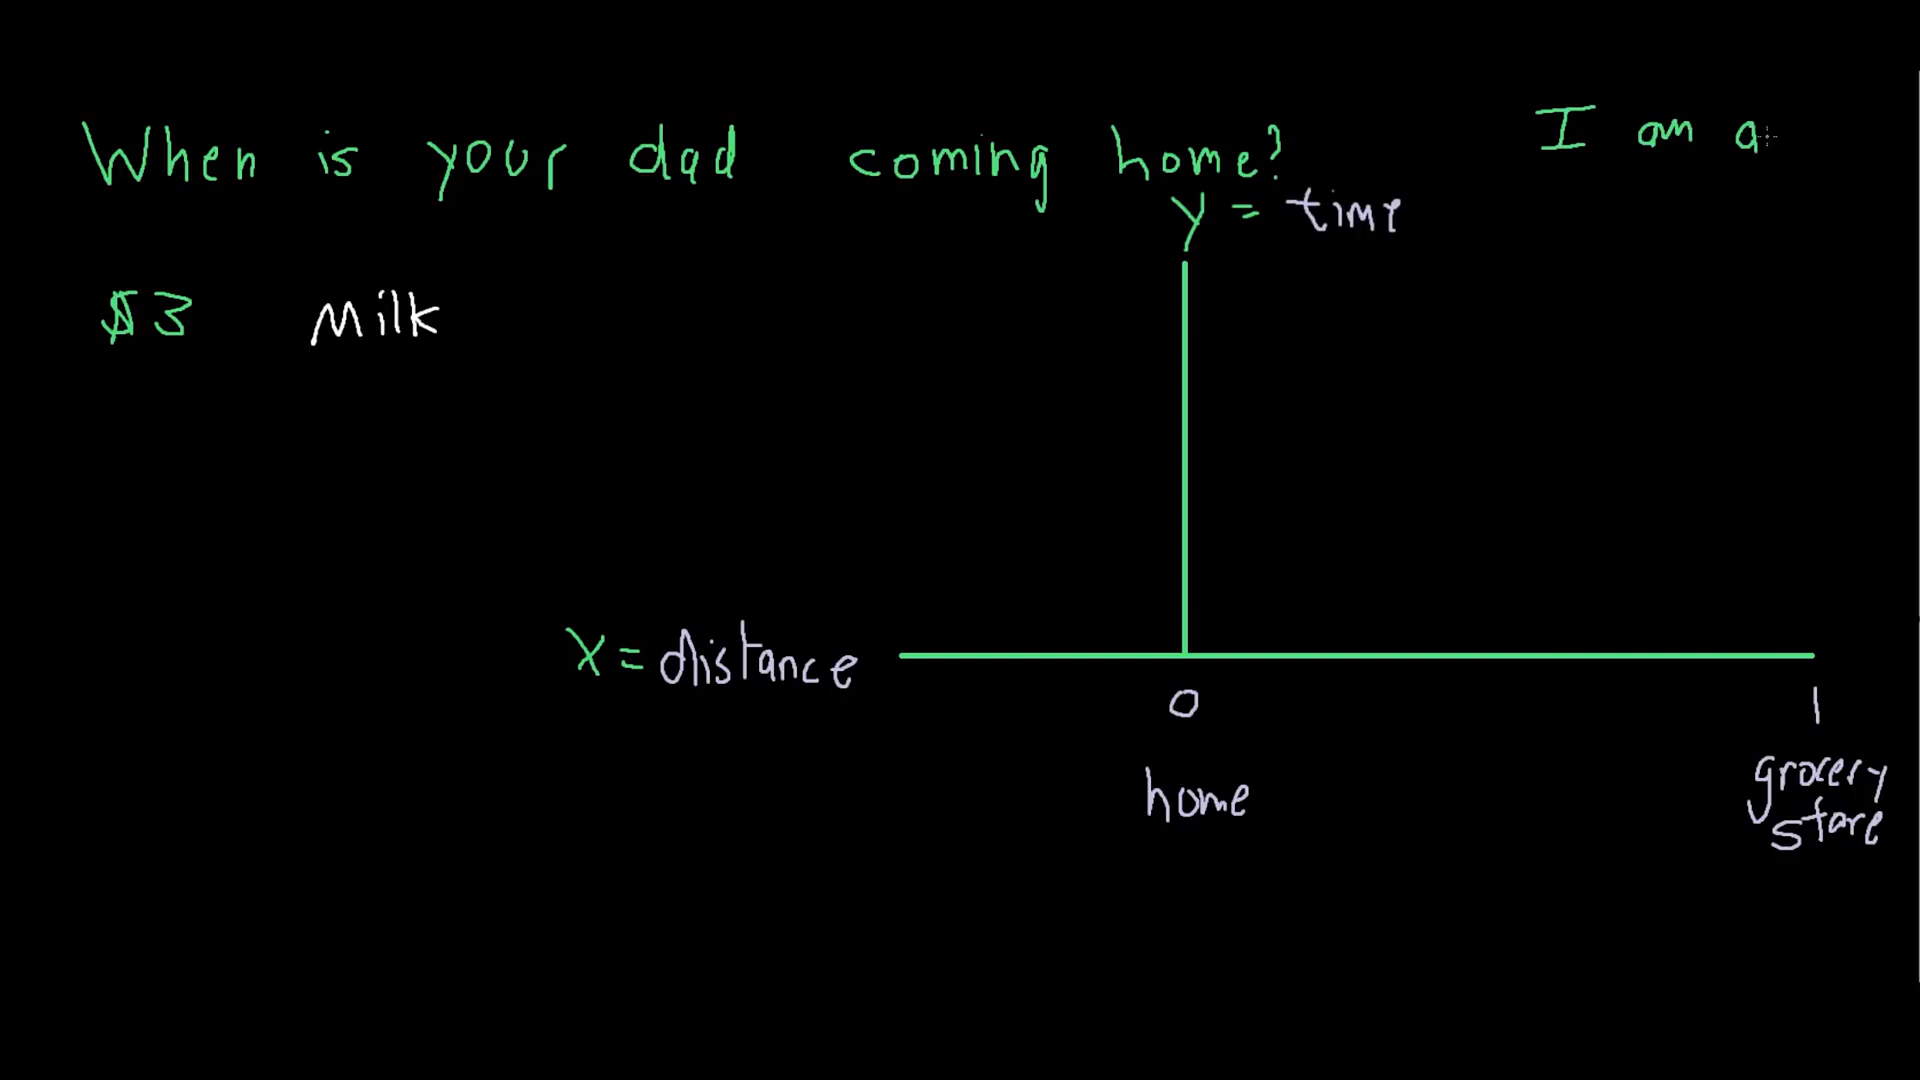 When is your dad coming home?
I am a
y = time
$3 Milk
x = distance
0
1
home
grocery
store